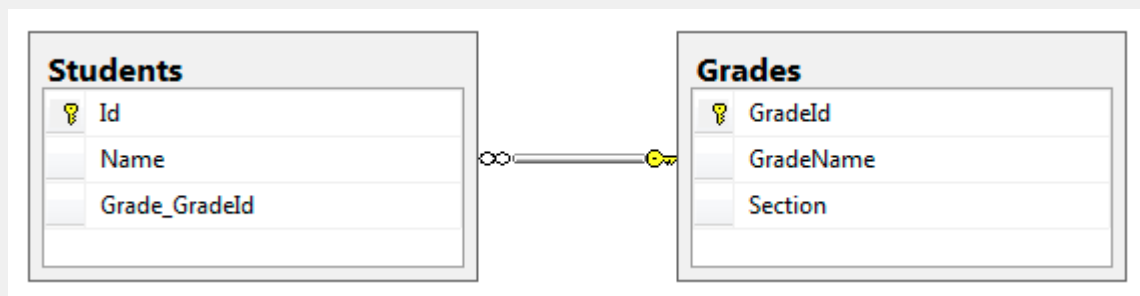 Students
Id
Name
Grade_GradeId
Grades
GradeId
GradeName
Section